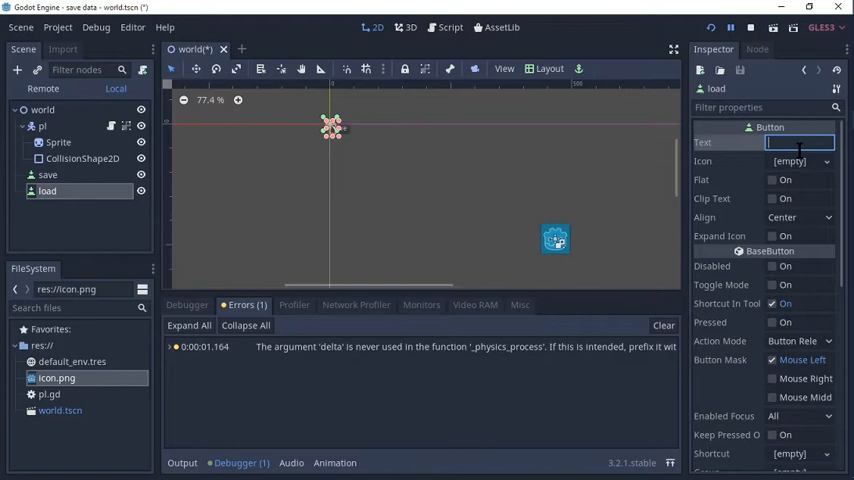 Godot Engine - save data - world.tscn (*)
Scene Project Debug Editor Help
2D 3D Script AssetLib
GLES3
Scene Import
Filter nodes
Remote Local
world
pl
Sprite
CollisionShape2D
save
load
FileSystem
res://icon.png
Search files
Favorites:
res://
default_env.tres
icon.png
pl.gd
world.tscn
world(*)
View Layout
77.4 %
0
100
Debugger Errors (1) Profiler Network Profiler Monitors Video RAM Misc
Expand All Collapse All Clear
0:00:01.164 The argument 'delta' is never used in the function '_physics_process'. If this is intended, prefix it wit
Output Debugger (1) Audio Animation 3.2.1.stable
Inspector Node
load
Filter properties
Button
Text
Icon [empty]
Flat On
Clip Text On
Align Center
Expand Icon On
BaseButton
Disabled On
Toggle Mode On
Shortcut In Tool On
Pressed On
Action Mode Button Rele
Button Mask Mouse Left
Mouse Right
Mouse Midd
Enabled Focus All
Keep Pressed O On
Shortcut [empty]